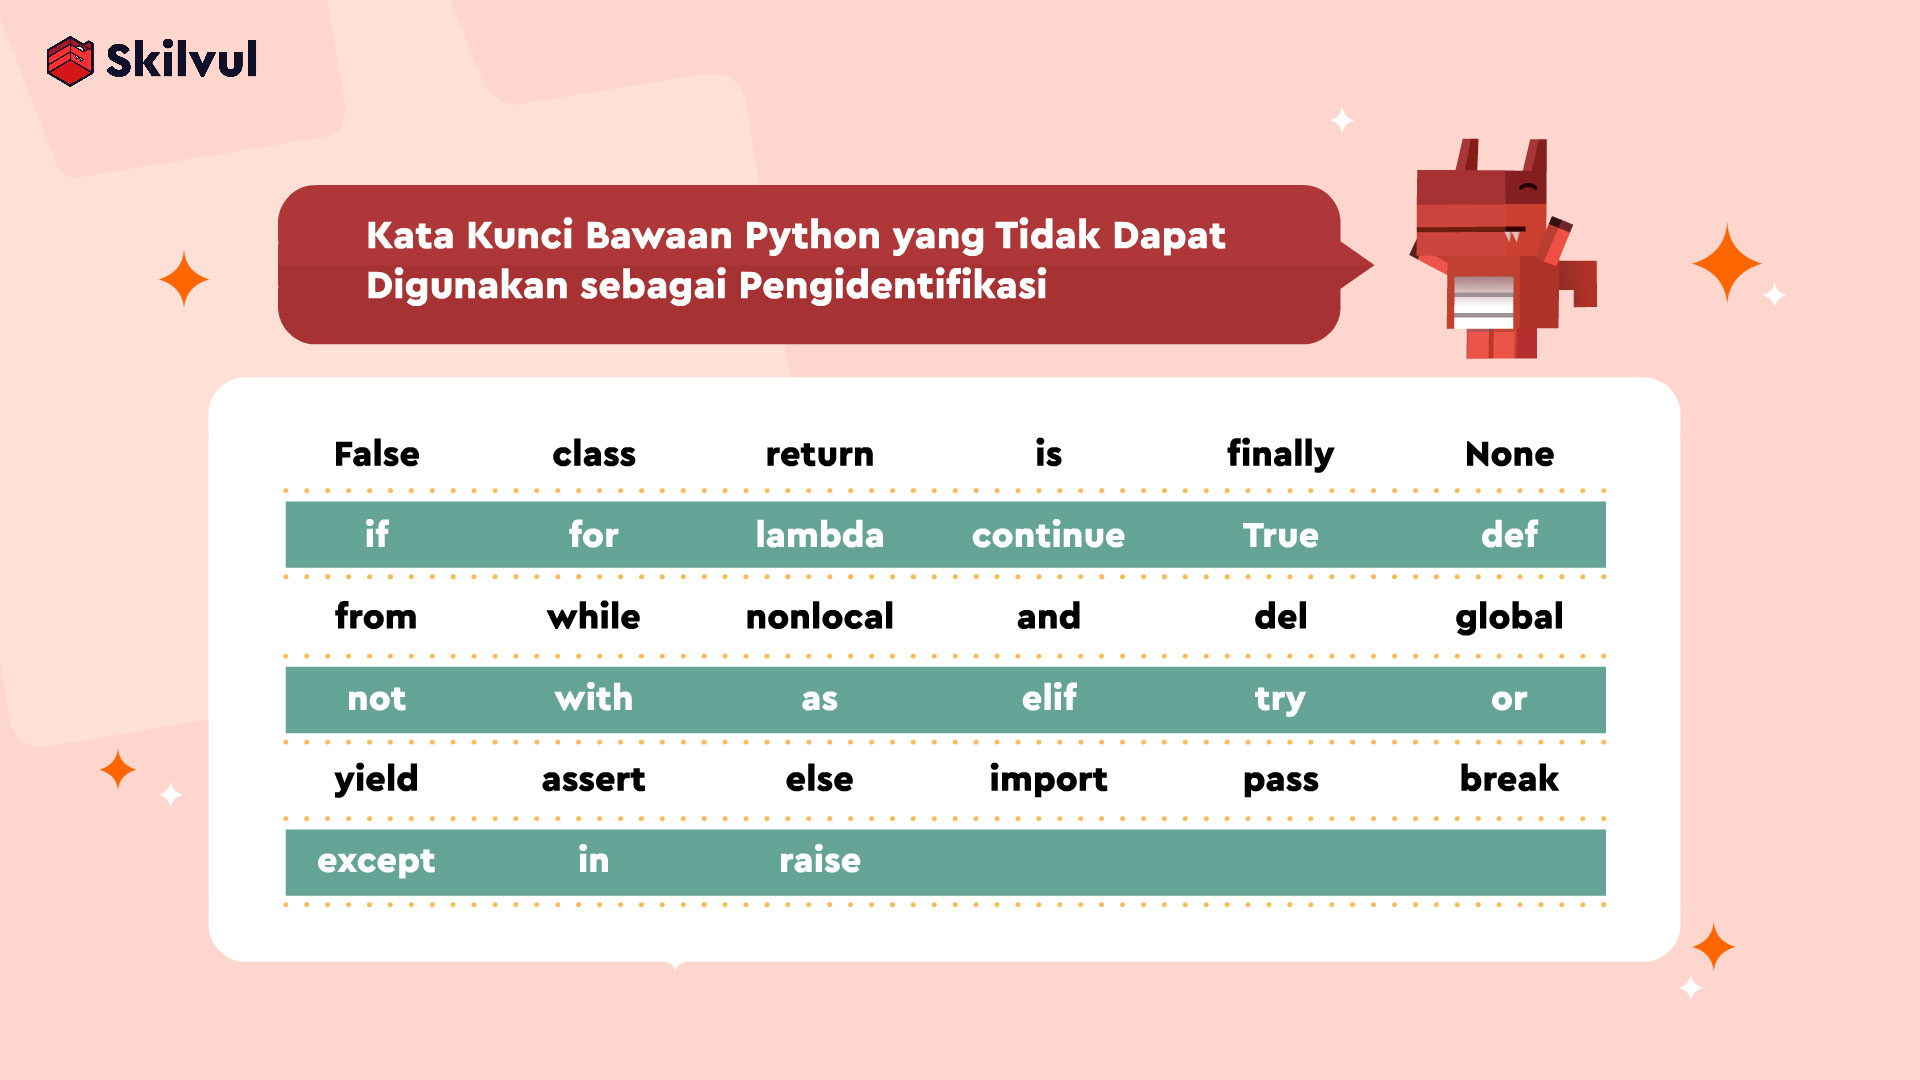 Skilvul
Kata Kunci Bawaan Python yang Tidak Dapat
Digunakan sebagai Pengidentifikasi
False class return is finally None
if for lambda continue True def
from while nonlocal and del global
not with as elif try or
yield assert else import pass break
except in raise